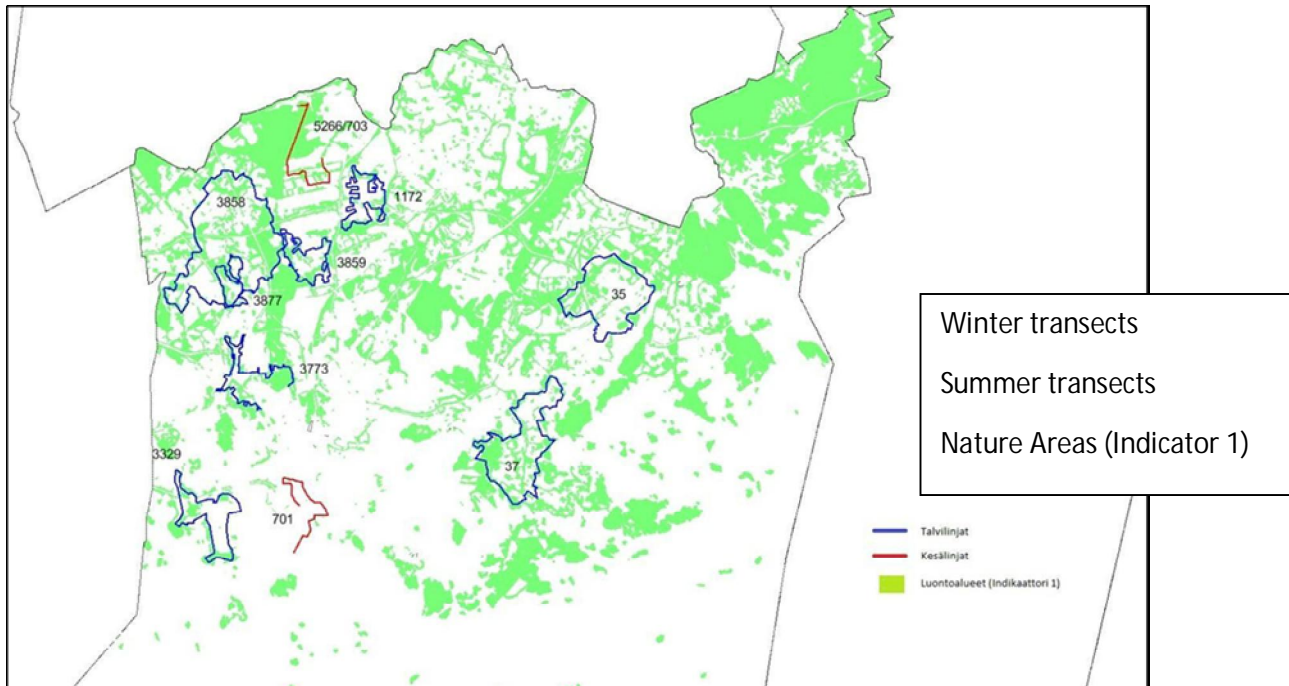 5266/703
1172
3858
3859
3877
35
3773
37
3329
701
Winter transects
Summer transects
Nature Areas (Indicator 1)
Talvilinjat
Kesälinjat
Luontoalueet (Indikaattori 1)